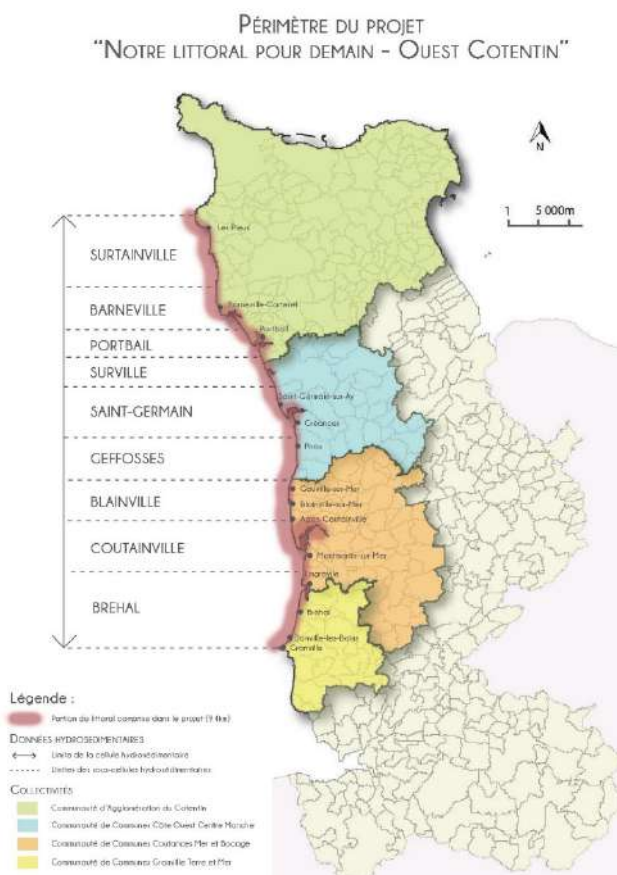 PÉRIMÈTRE DU PROJET
"NOTRE LITTORAL POUR DEMAIN - OUEST COTENTIN"
N
1 5 000m
Les Pieux
SURTAINVILLE
Barneville-Carteret
BARNEVILLE
Portbail
PORTBAIL
SURVILLE
Saint-Germain-sur-Ay
SAINT-GERMAIN
Créances
Pirou
GEFFOSSES
Gouville-sur-Mer
BLAINVILLE
Blainville-sur-Mer
Agon-Coutainville
COUTAINVILLE
Montmartin-sur-Mer
BREHAL
Bréhal
Donville-les-Bains
Granville
Légende :
Portion du littoral comprise dans le projet
DONNÉES HYDROSEDIMENTAIRES
Limite de la cellule hydrosédimentaire
Limites des sous-cellules hydrosédimentaires
COLLECTIVITÉS
Communauté d'Agglomération du Cotentin
Communauté de Communes Côte Ouest Centre Manche
Communauté de Communes Coutances Mer et Bocage
Communauté de Communes Granville Terre et Mer